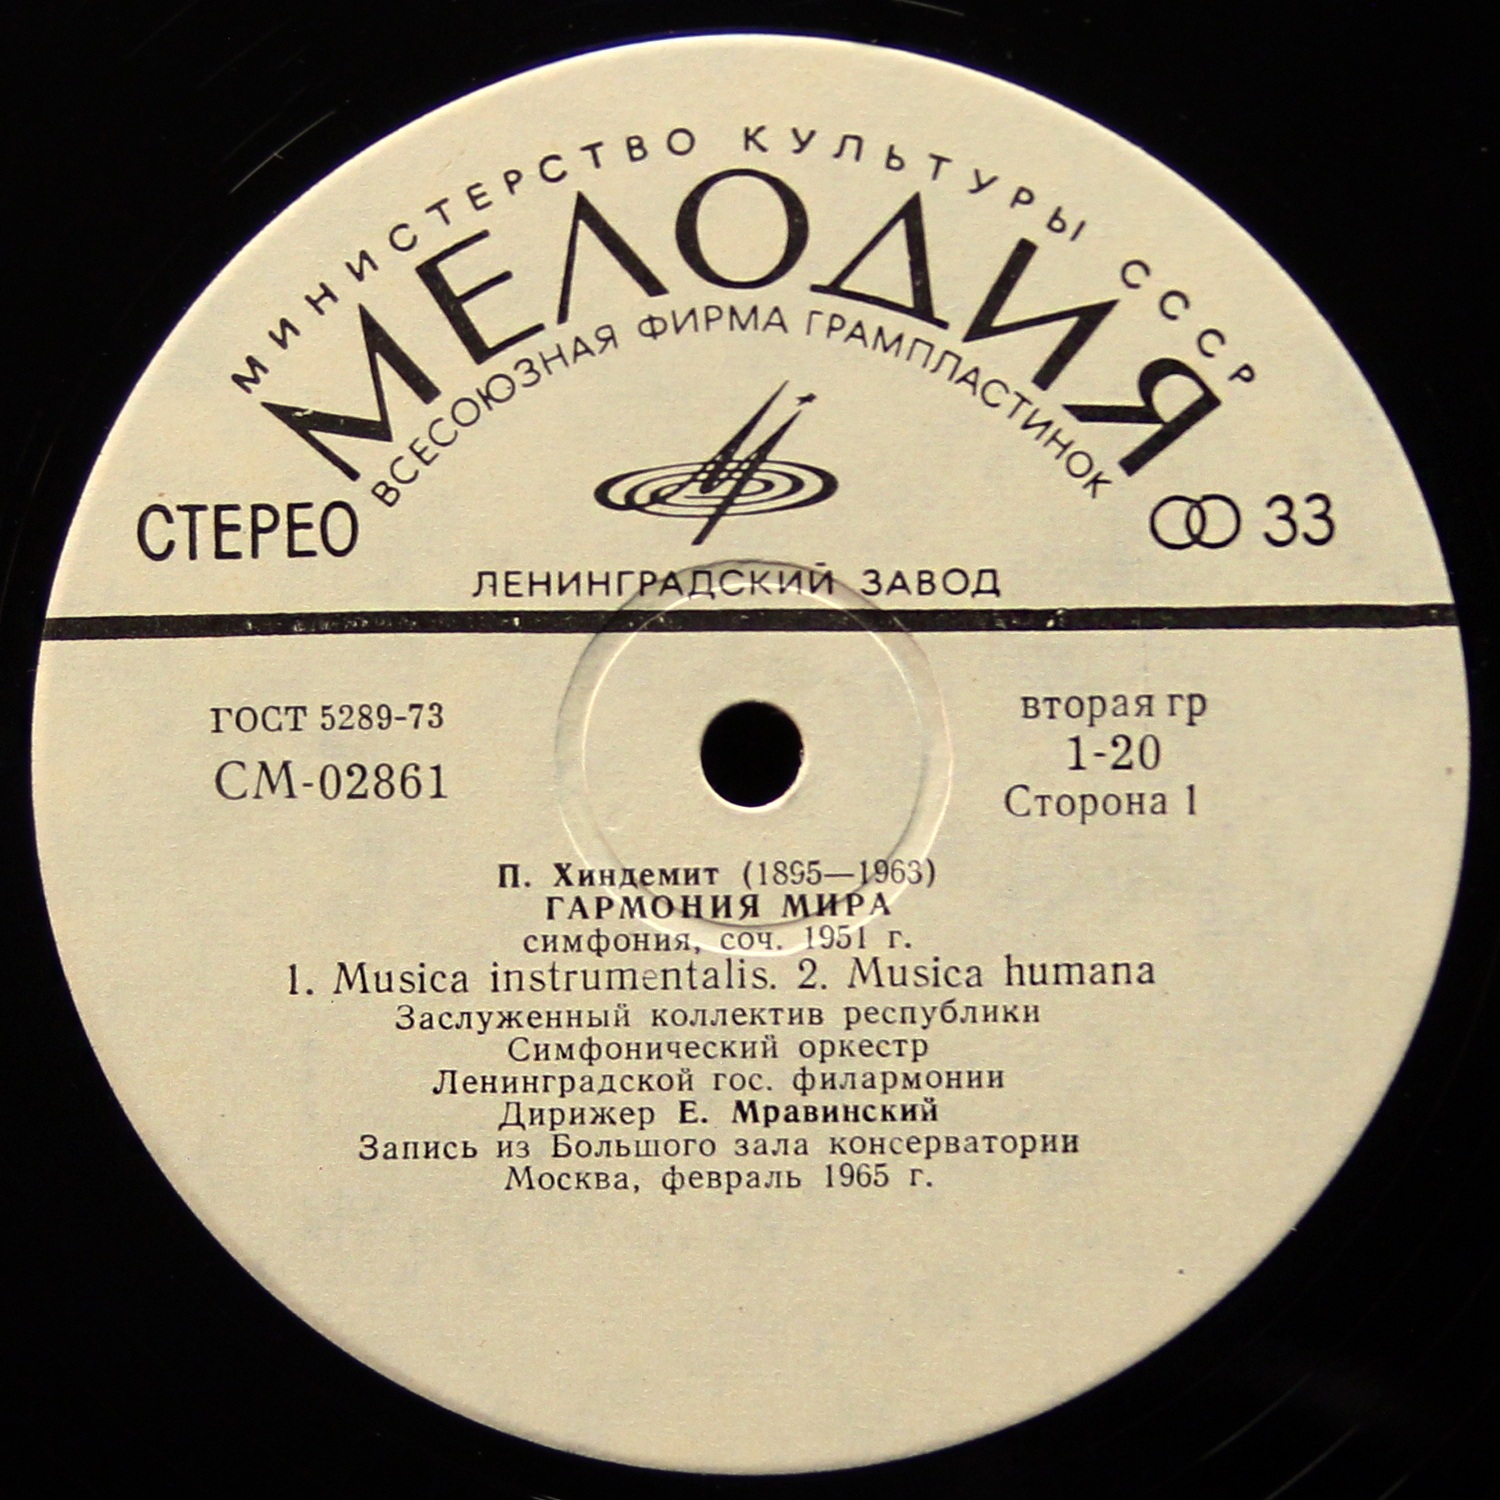 МИНИСТЕРСТВО КУЛЬТУРЫ СССР
МЕЛОДИЯ
ВСЕСОЮЗНАЯ ФИРМА ГРАМПЛАСТИНОК
СТЕРЕО
33
ЛЕНИНГРАДСКИЙ ЗАВОД
ГОСТ 5289-73
СМ-02861
вторая гр
1-20
Сторона 1
П. Хиндемит (1895—1963)
ГАРМОНИЯ МИРА
симфония, соч. 1951 г.
1. Musica instrumentalis. 2. Musica humana
Заслуженный коллектив республики
Симфонический оркестр
Ленинградской гос. филармонии
Дирижер Е. Мравинский
Запись из Большого зала консерватории
Москва, февраль 1965 г.